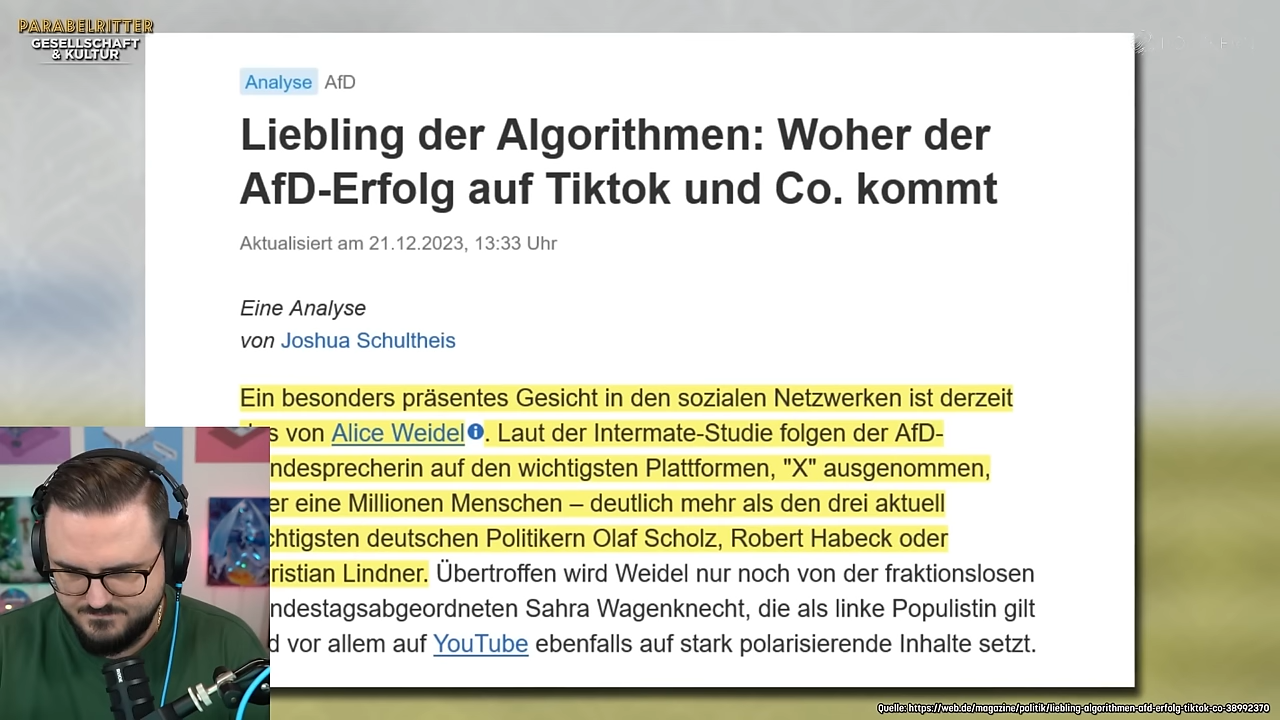 PARABELRITTER
GESELLSCHAFT
& KULTUR
Analyse AfD
Liebling der Algorithmen: Woher der
AfD-Erfolg auf Tiktok und Co. kommt
Aktualisiert am 21.12.2023, 13:33 Uhr
Eine Analyse
von Joshua Schultheis
Ein besonders präsentes Gesicht in den sozialen Netzwerken ist derzeit
s von Alice Weidel. Laut der Intermate-Studie folgen der AfD-
ndesprecherin auf den wichtigsten Plattformen, "X" ausgenommen,
er eine Millionen Menschen – deutlich mehr als den drei aktuell
chtigsten deutschen Politikern Olaf Scholz, Robert Habeck oder
ristian Lindner. Übertroffen wird Weidel nur noch von der fraktionslosen
ndestagsabgeordneten Sahra Wagenknecht, die als linke Populistin gilt
d vor allem auf YouTube ebenfalls auf stark polarisierende Inhalte setzt.
Quelle: https://web.de/magazine/politik/liebling-algorithmen-afd-erfolg-tiktok-co-38992370